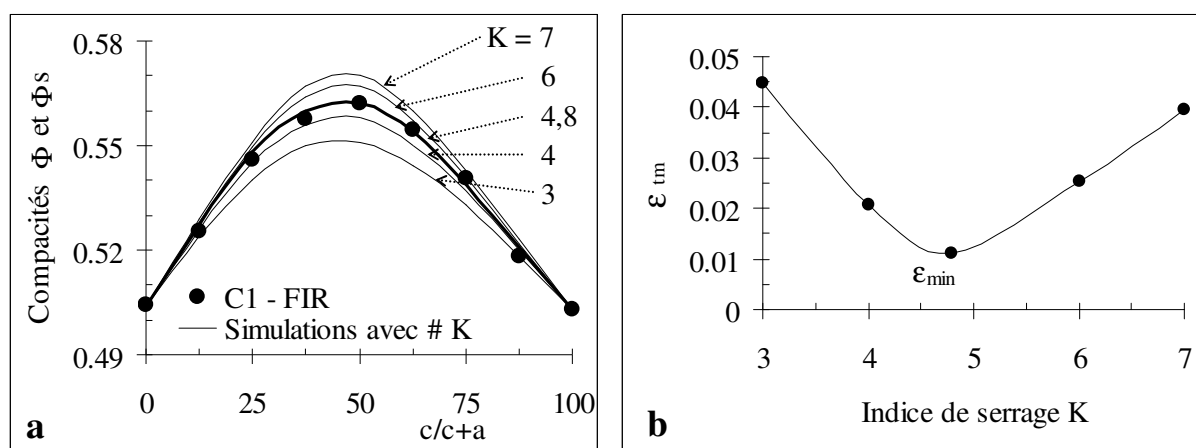 0.58
0.55
0.52
0.49
Compacités Φ et Φs
K = 7
6
4,8
4
3
C1 - FIR
Simulations avec # K
0 25 50 75 100
c/c+a
a
0.05
0.04
0.03
0.02
0.01
0
ε tm
εmin
3 4 5 6 7
Indice de serrage K
b